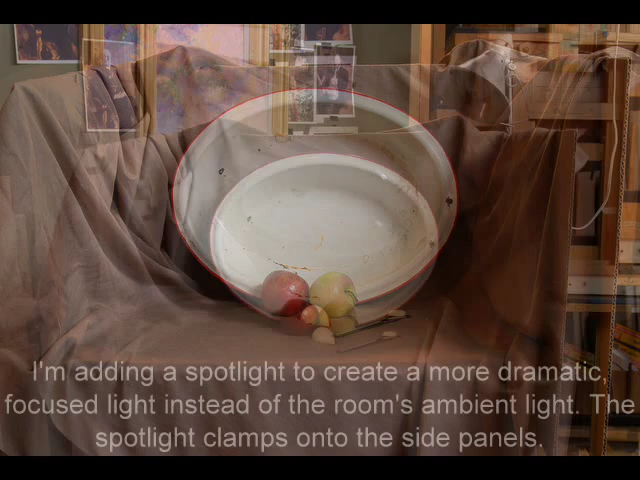 I'm adding a spotlight to create a more dramatic,
focused light instead of the room's ambient light. The
spotlight clamps onto the side panels.